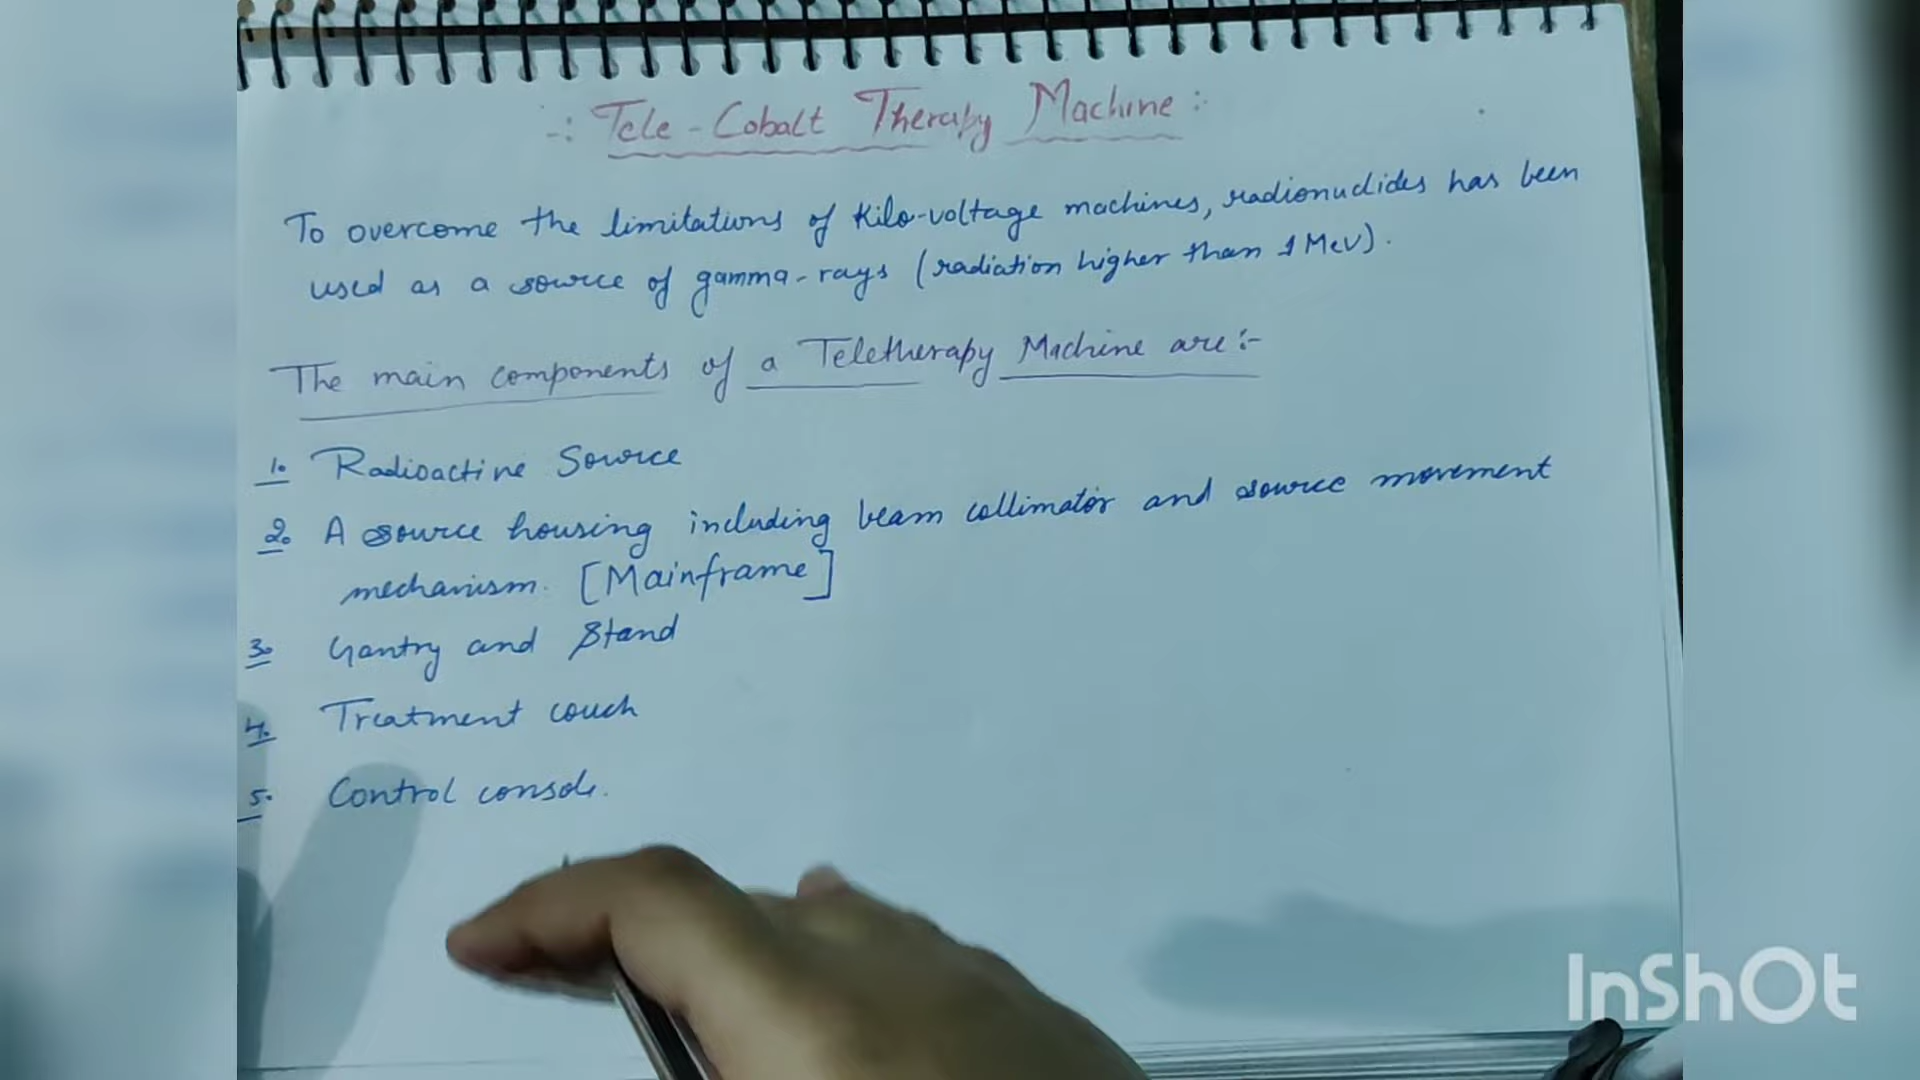 -: Tele-Cobalt Therapy Machine :-
To overcome the limitations of Kilo-voltage machines, radionuclides has been
used as a source of gamma-rays (radiation higher than 1 MeV).
The main components of a Teletherapy Machine are :-
1. Radioactive Source
2. A source housing including beam collimator and source movement
mechanism. [Mainframe]
3. Gantry and Stand
4. Treatment couch
5. Control console.
InShOt